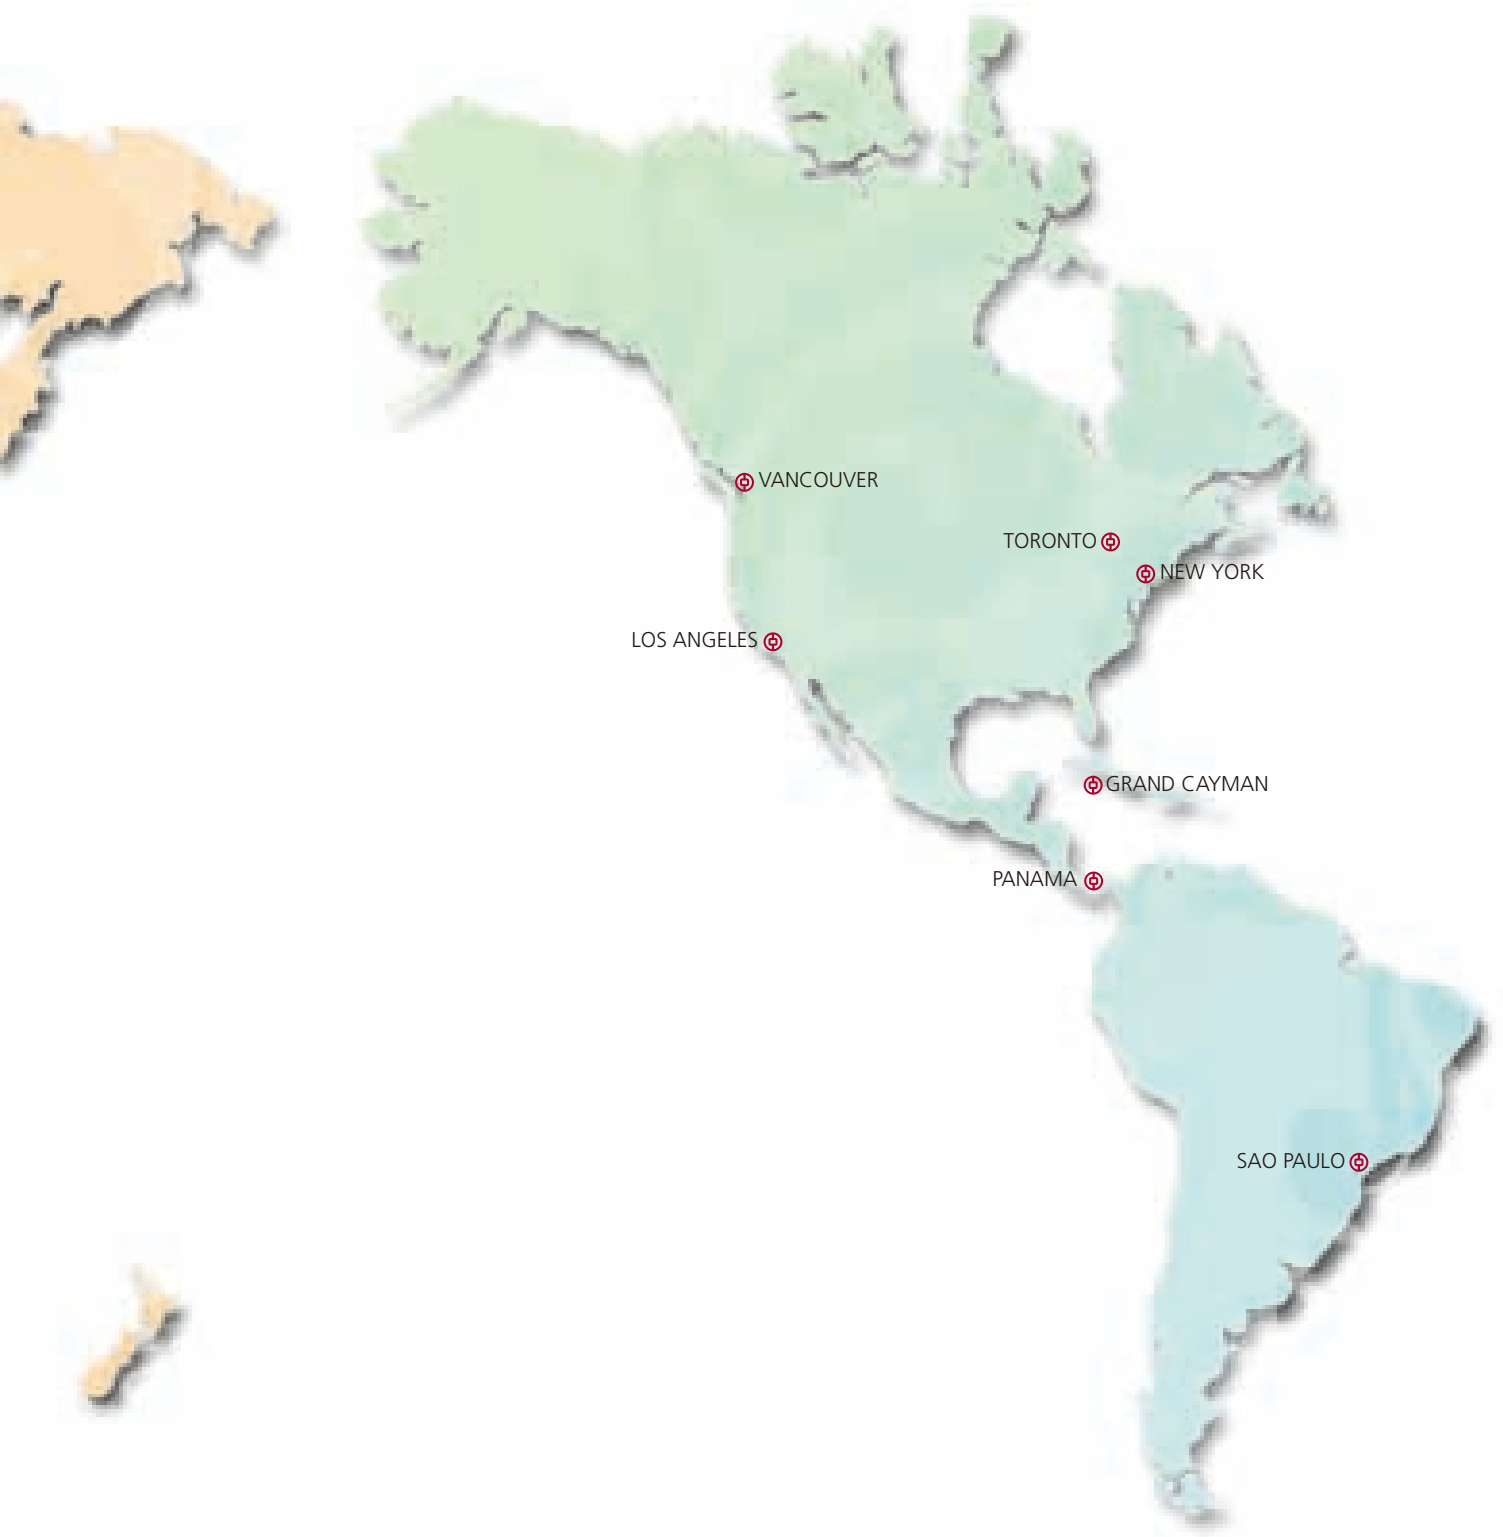 VANCOUVER
TORONTO
NEW YORK
LOS ANGELES
GRAND CAYMAN
PANAMA
SAO PAULO